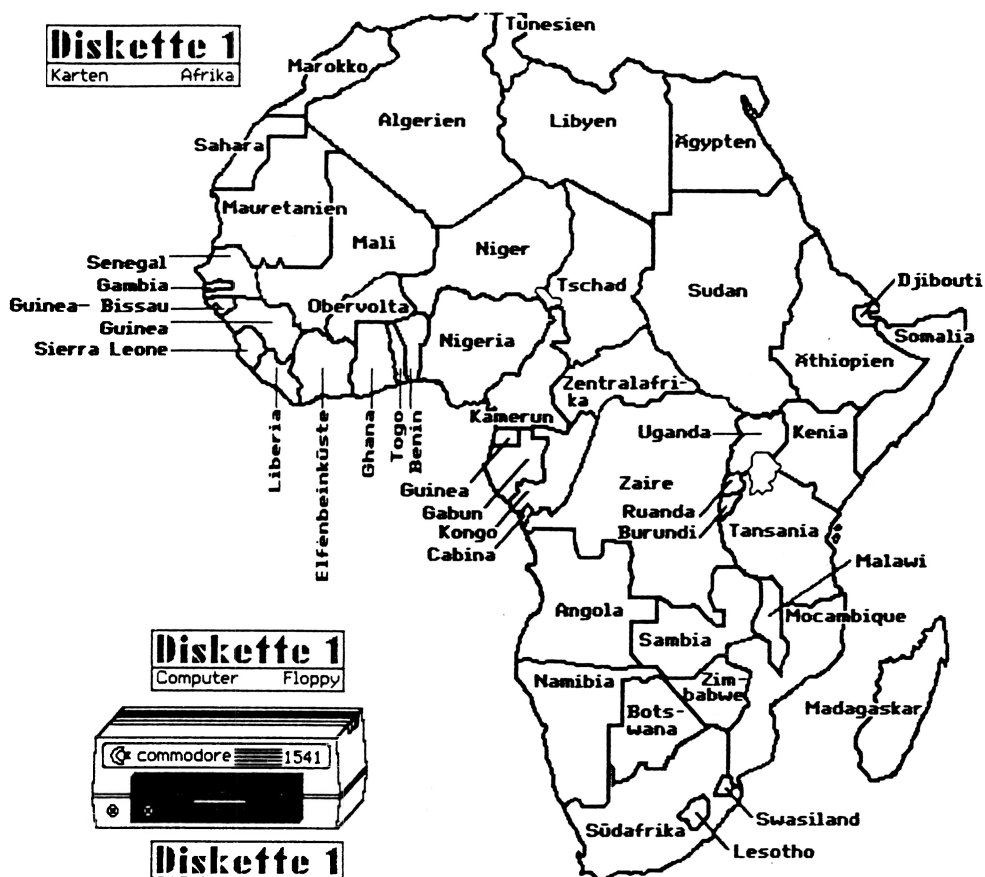 Diskette 1
Karten Afrika
Tunesien
Marokko
Algerien
Libyen
Ägypten
Sahara
Mauretanien
Mali
Niger
Tschad
Sudan
Senegal
Gambia
Guinea- Bissau
Guinea
Sierra Leone
Obervolta
Nigeria
Djibouti
Somalia
Äthiopien
Zentralafri-
ka
Kamerun
Liberia
Elfenbeinküste
Ghana
Togo
Benin
Uganda
Kenia
Guinea
Gabun
Kongo
Cabina
Zaire
Ruanda
Burundi
Tansania
Malawi
Angola
Sambia
Mocambique
Namibia
Zim-
babwe
Bots-
wana
Madagaskar
Südafrika
Swasiland
Lesotho
Diskette 1
Computer Floppy
commodore 1541
Diskette 1